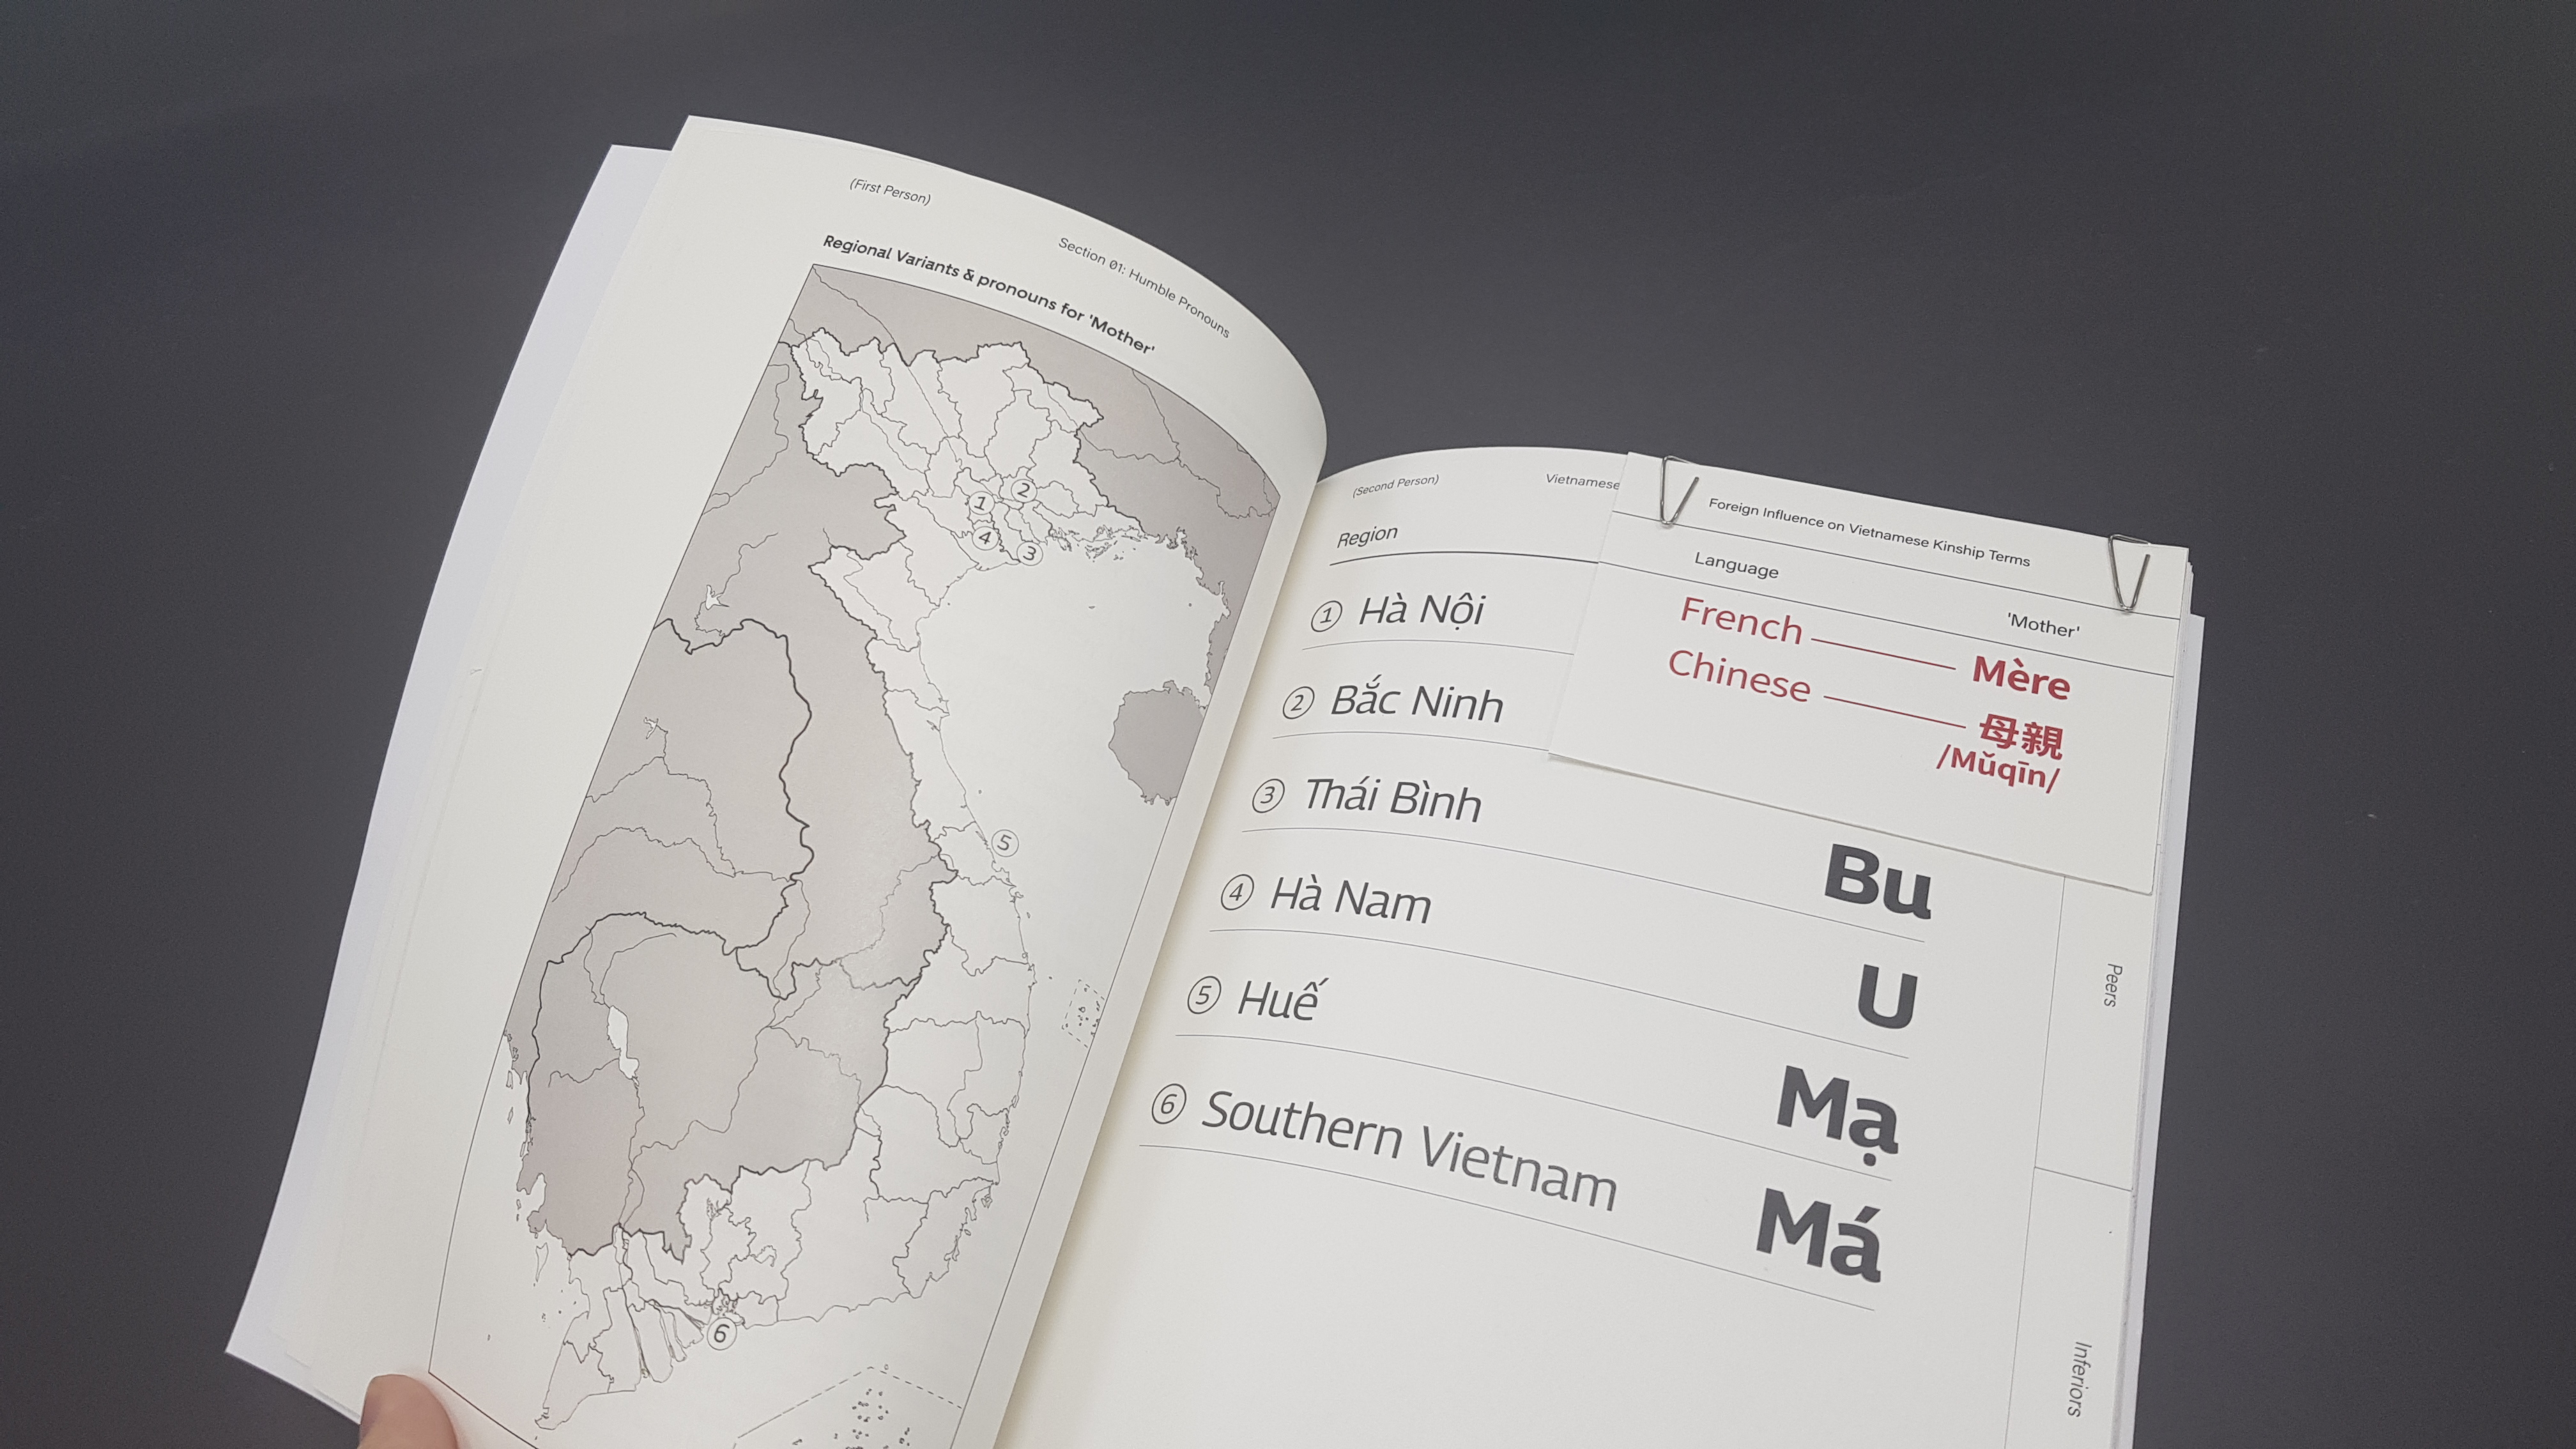 (First Person)
Section 01: Humble Pronouns
Regional Variants & pronouns for 'Mother'
1
2
4
3
5
6
(Second Person)
Vietnamese
Region
① Hà Nội
② Bắc Ninh
③ Thái Bình
Bu
④ Hà Nam
U
⑤ Huế
Mạ
⑥ Southern Vietnam
Má
Foreign Influence on Vietnamese Kinship Terms
Language
'Mother'
French
Mère
Chinese
母親
/Mǔqīn/
Peers
Inferiors